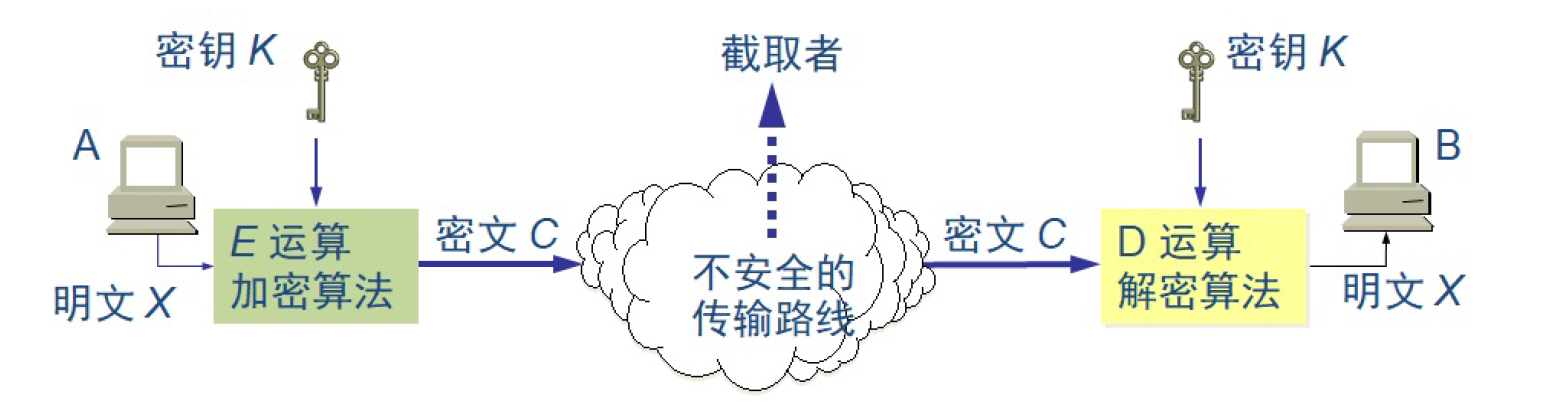 密钥 K
截取者
密钥 K
A
B
E 运算
加密算法
密文 C
不安全的
传输路线
密文 C
D 运算
解密算法
明文 X
明文 X